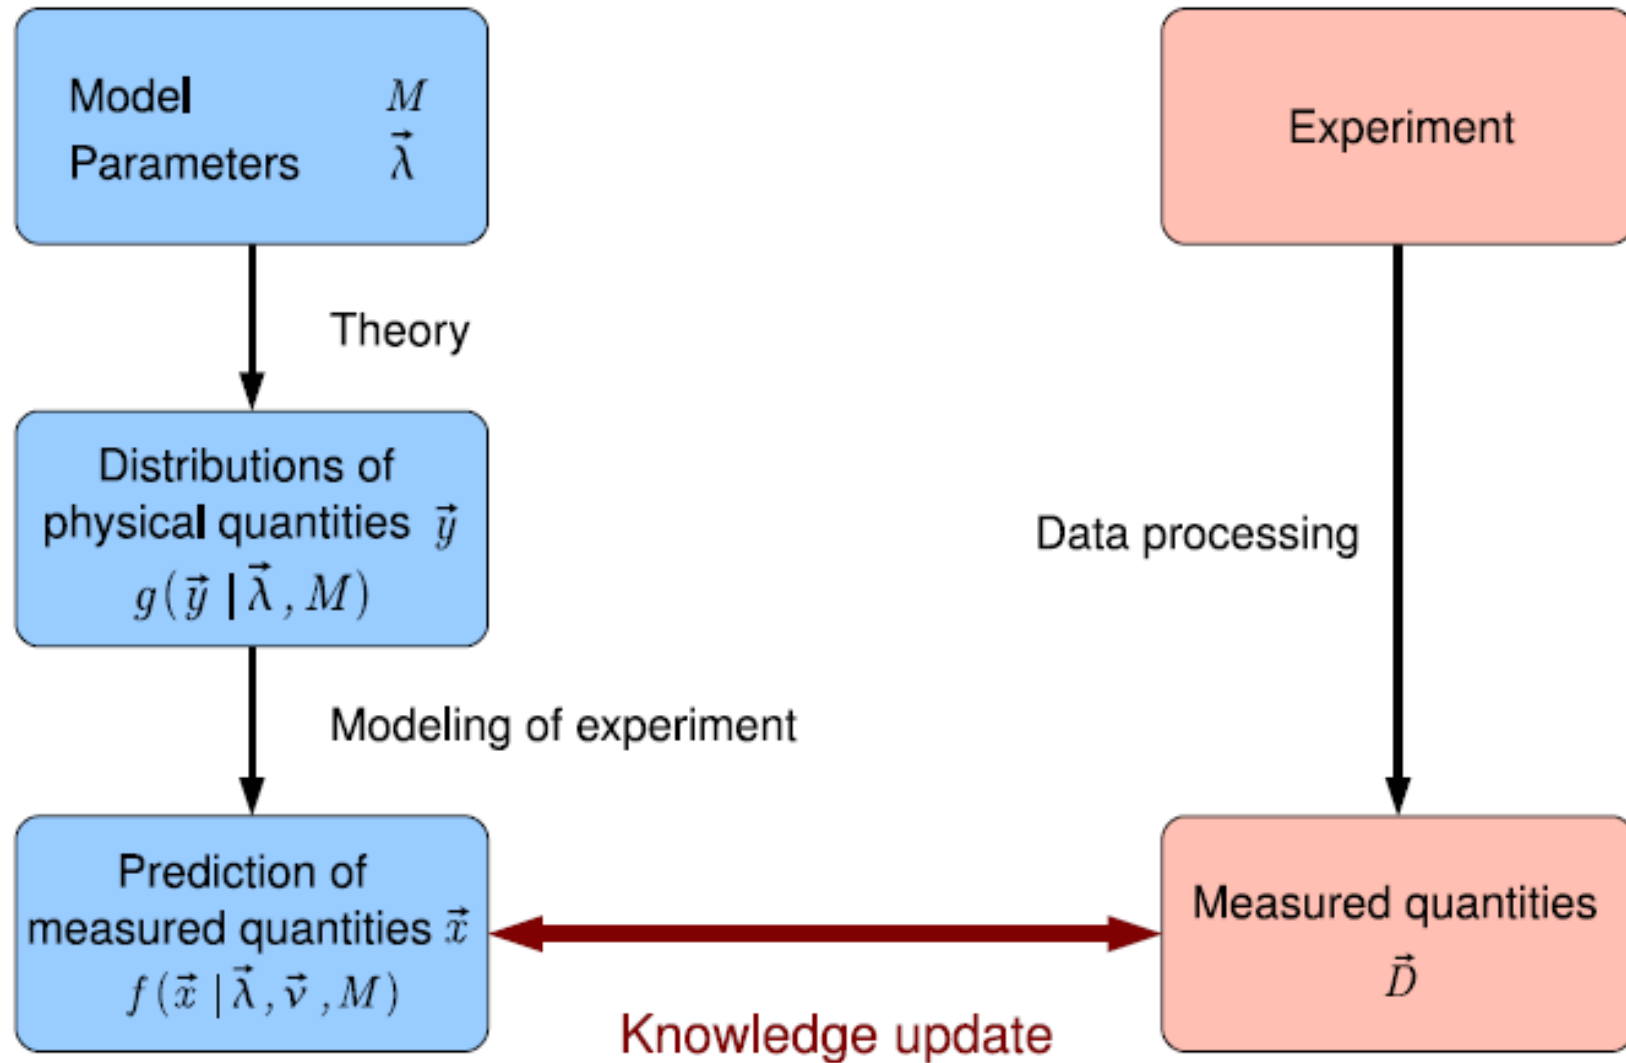 Model M
Parameters λ⃗
Theory
Distributions of
physical quantities y⃗
g(y⃗ | λ⃗, M)
Modeling of experiment
Prediction of
measured quantities x⃗
f(x⃗ | λ⃗, ν⃗, M)
Experiment
Data processing
Measured quantities
D⃗
Knowledge update